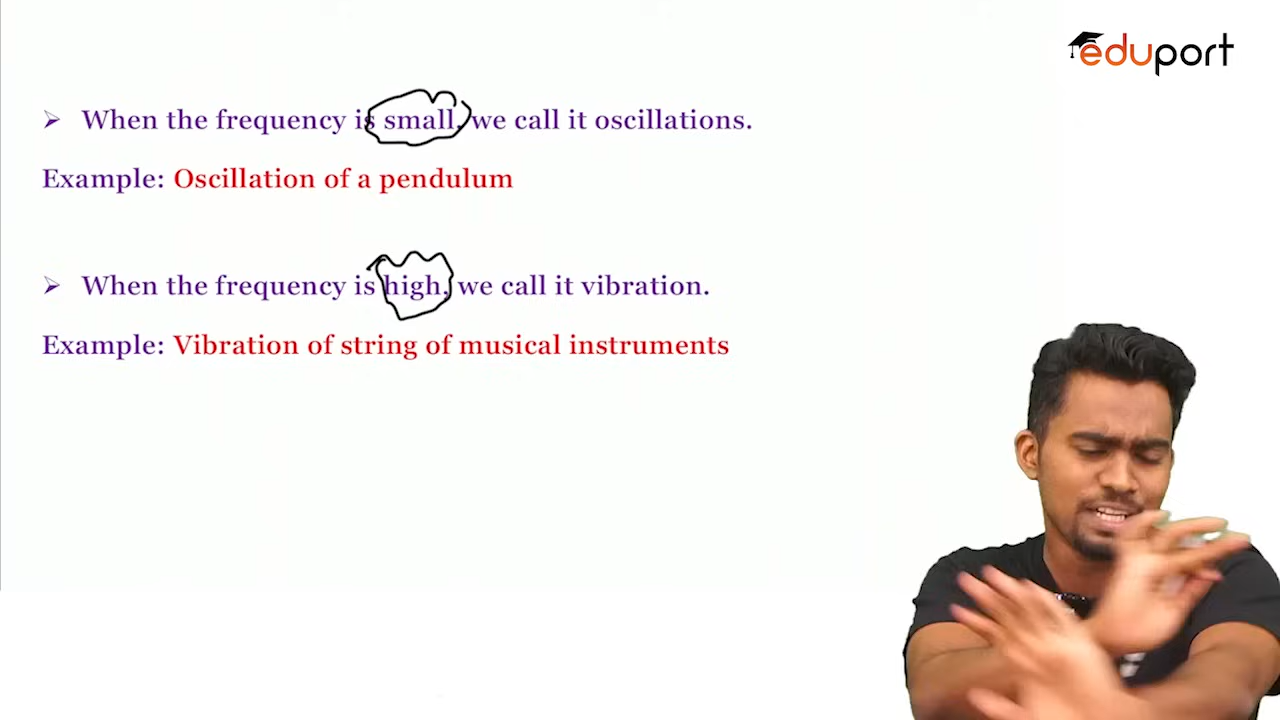 eduport
➢ When the frequency is small, we call it oscillations.
Example: Oscillation of a pendulum
➢ When the frequency is high, we call it vibration.
Example: Vibration of string of musical instruments